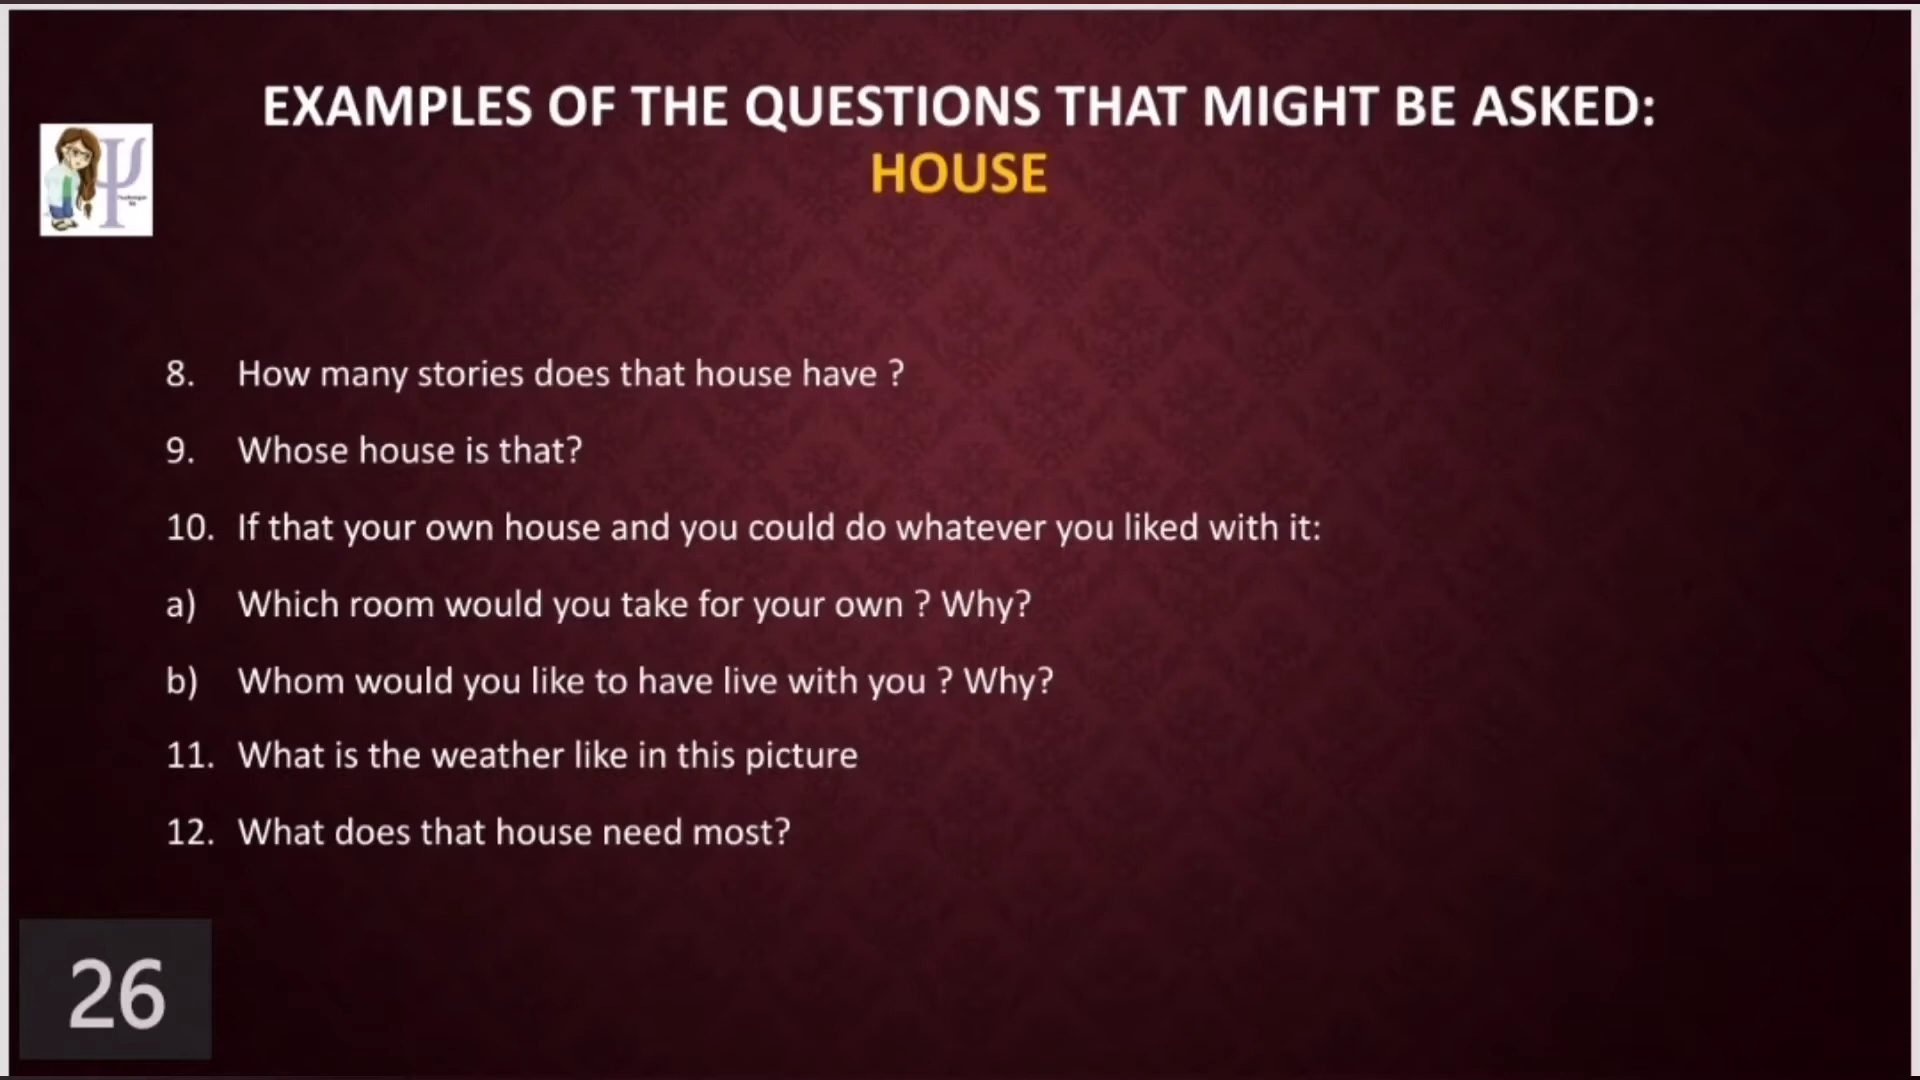 EXAMPLES OF THE QUESTIONS THAT MIGHT BE ASKED:
HOUSE
8. How many stories does that house have ?
9. Whose house is that?
10. If that your own house and you could do whatever you liked with it:
a) Which room would you take for your own ? Why?
b) Whom would you like to have live with you ? Why?
11. What is the weather like in this picture
12. What does that house need most?
26